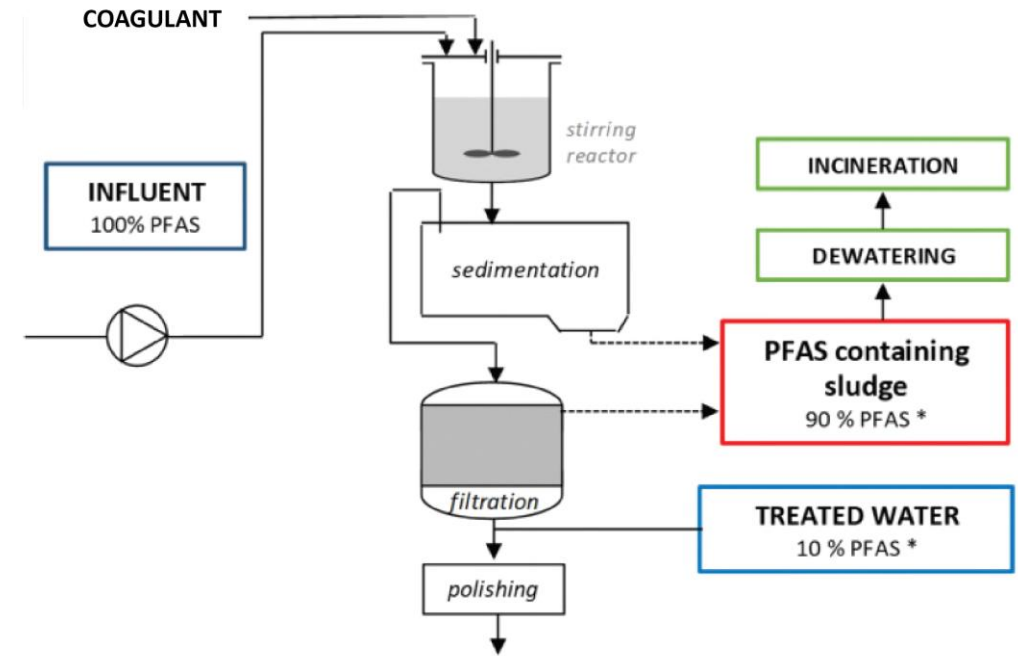 COAGULANT
stirring
reactor
INFLUENT
100% PFAS
INCINERATION
DEWATERING
sedimentation
PFAS containing
sludge
90 % PFAS *
filtration
TREATED WATER
10 % PFAS *
polishing